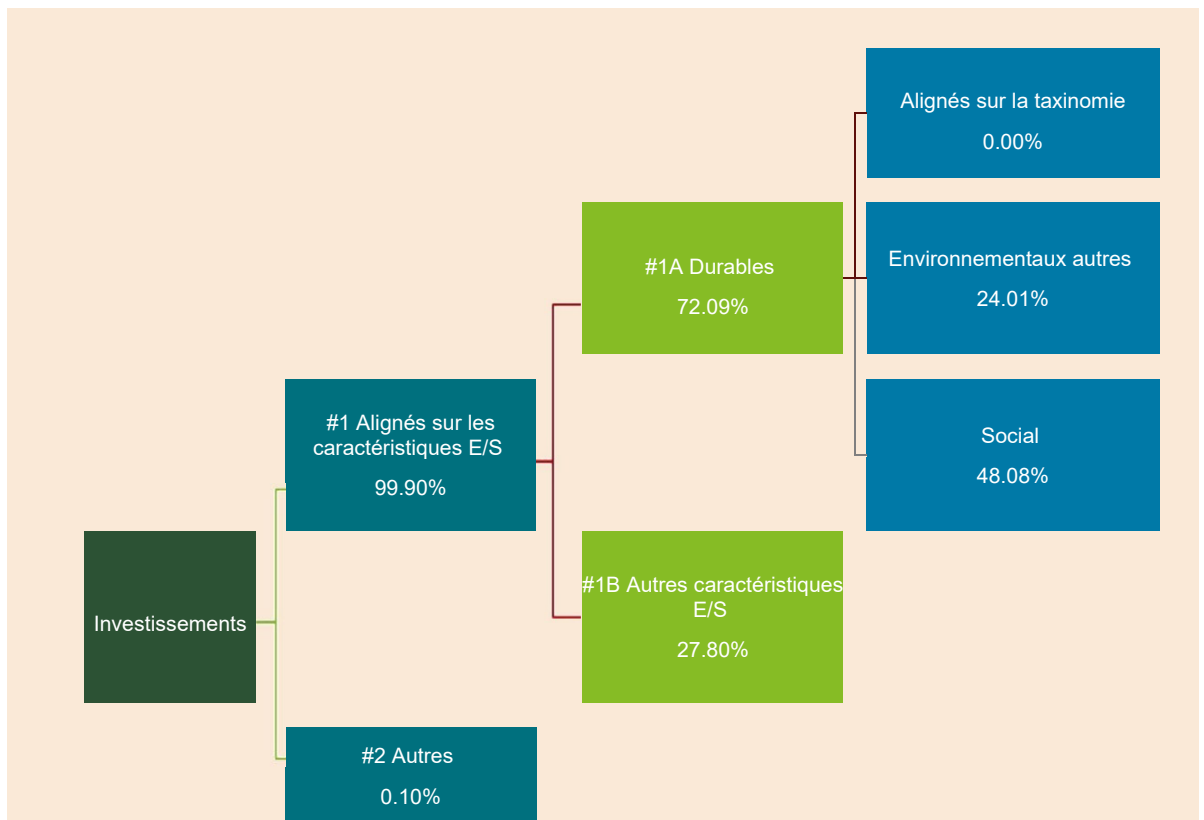 Alignés sur la taxinomie
0.00%
#1A Durables
72.09%
Environnementaux autres
24.01%
#1 Alignés sur les
caractéristiques E/S
99.90%
Social
48.08%
Investissements
#1B Autres caractéristiques
E/S
27.80%
#2 Autres
0.10%